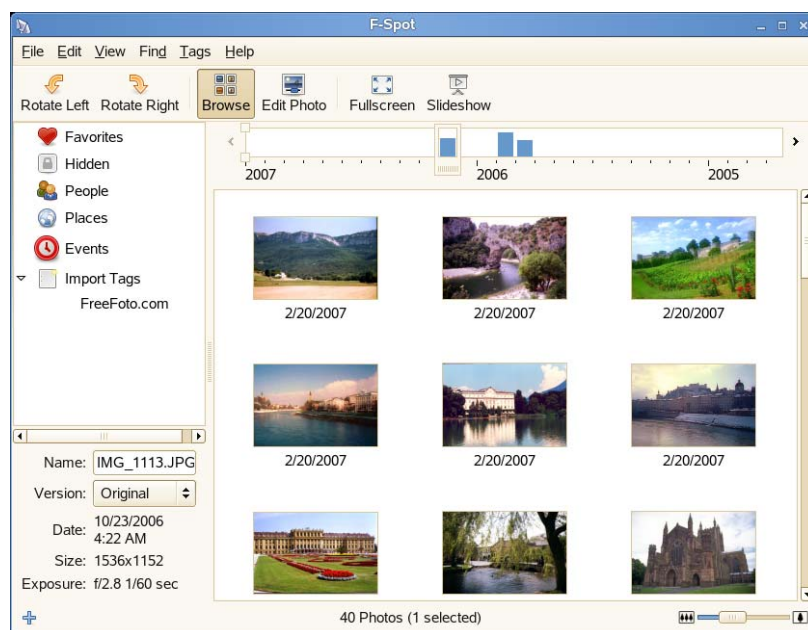 F-Spot
File Edit View Find Tags Help
Rotate Left Rotate Right Browse Edit Photo Fullscreen Slideshow
Favorites
Hidden
People
Places
Events
Import Tags
FreeFoto.com
2007 2006 2005
2/20/2007 2/20/2007 2/20/2007
2/20/2007 2/20/2007 2/20/2007
Name: IMG_1113.JPG
Version: Original
Date: 10/23/2006
4:22 AM
Size: 1536x1152
Exposure: f/2.8 1/60 sec
40 Photos (1 selected)